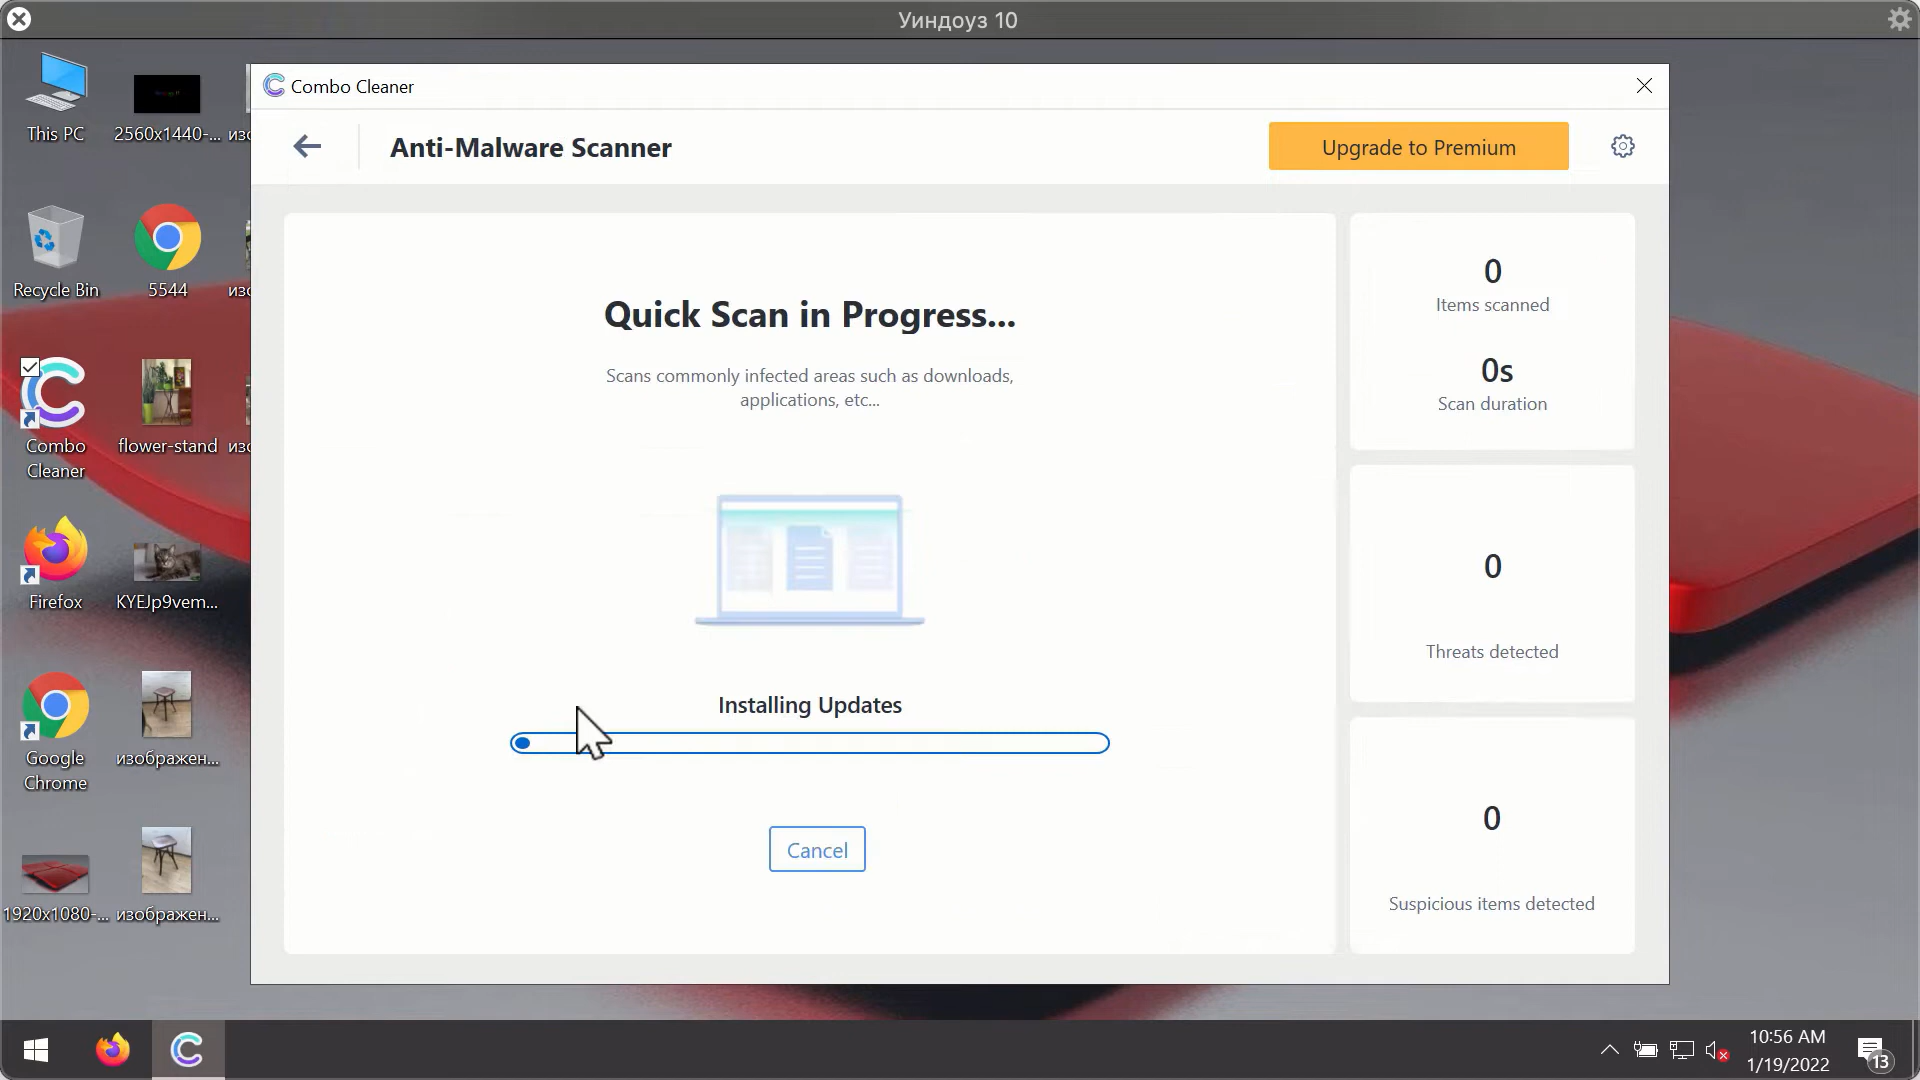 Уиндоуз 10
This PC
2560x1440-...
изо
Recycle Bin
5544
изо
Combo
Cleaner
flower-stand
изо
Firefox
KYEJp9vem...
Google
Chrome
изображен...
1920x1080-...
изображен...
Combo Cleaner
Anti-Malware Scanner
Upgrade to Premium
Quick Scan in Progress...
Scans commonly infected areas such as downloads,
applications, etc...
Installing Updates
Cancel
0
Items scanned
0s
Scan duration
0
Threats detected
0
Suspicious items detected
10:56 AM
1/19/2022
13